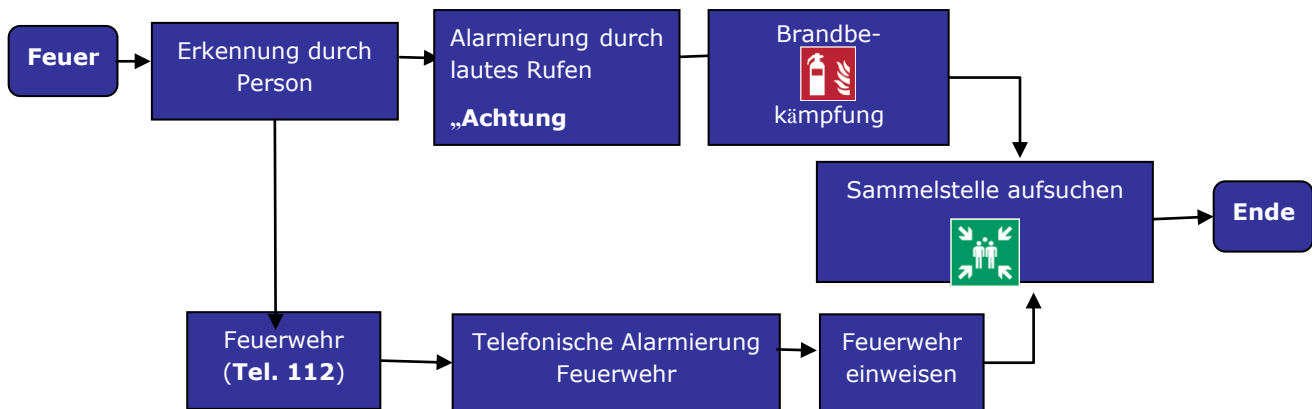 Feuer
Erkennung durch
Person
Alarmierung durch
lautes Rufen
„Achtung
Brandbe-
kämpfung
Sammelstelle aufsuchen
Ende
Feuerwehr
(Tel. 112)
Telefonische Alarmierung
Feuerwehr
Feuerwehr
einweisen